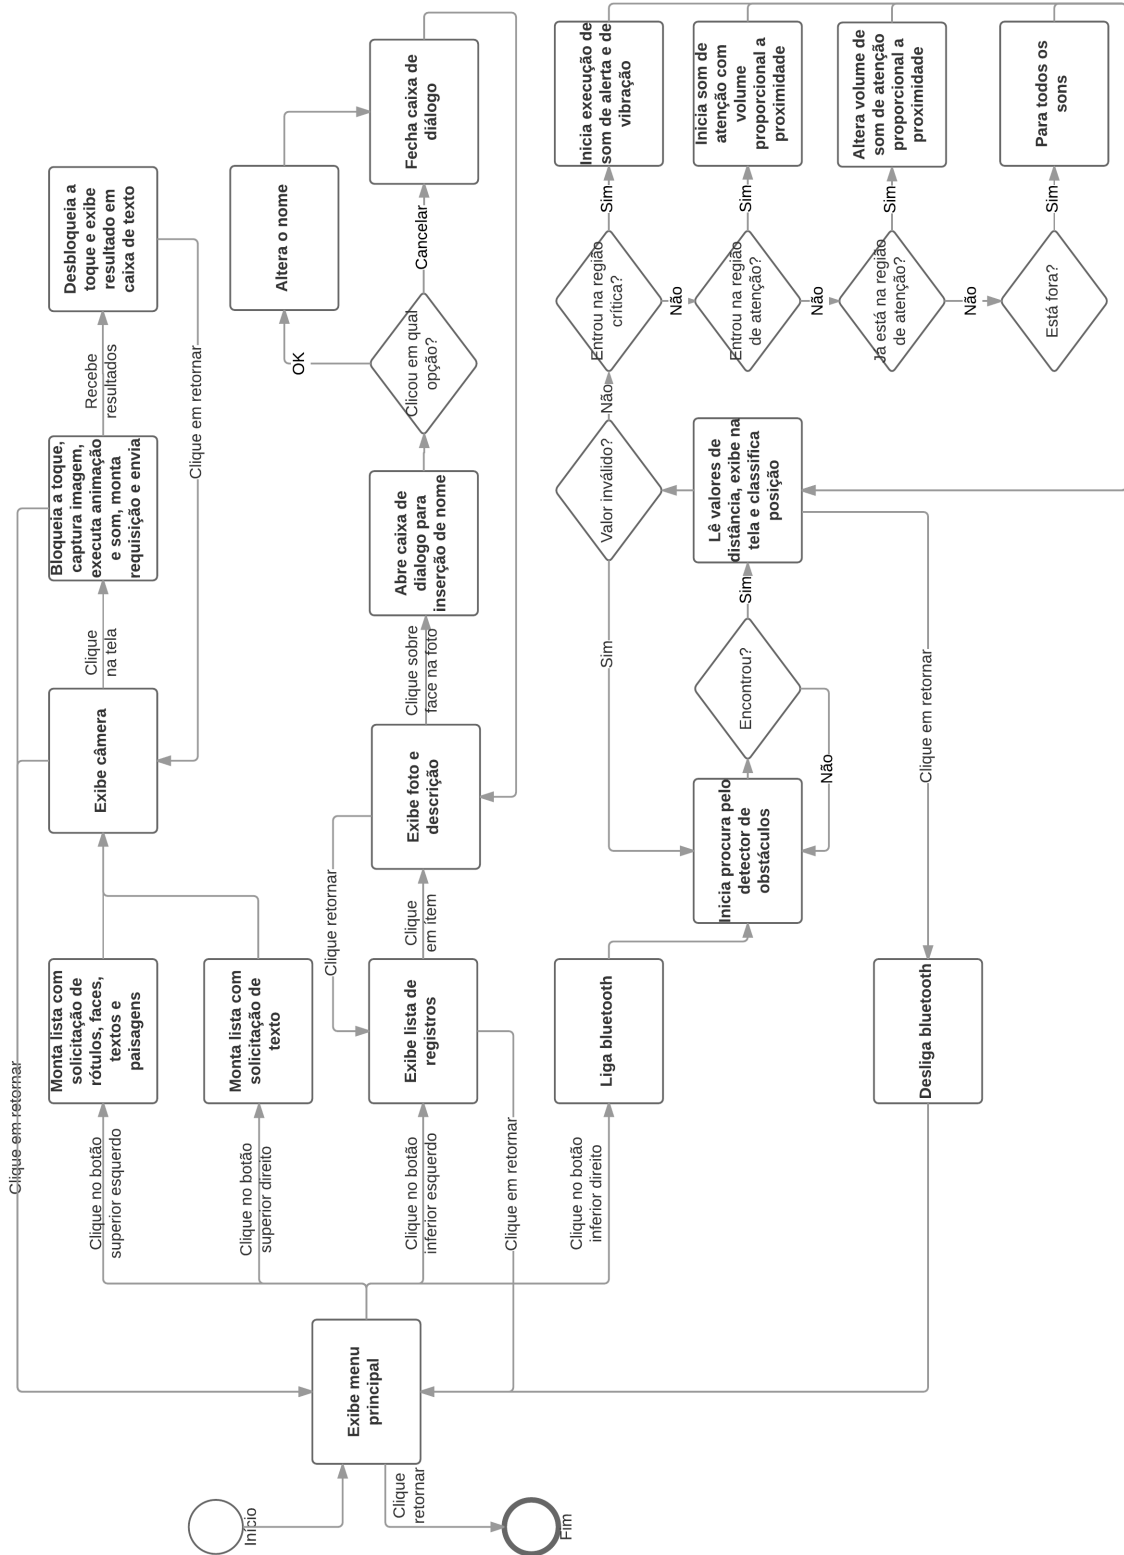 Início
Clique
retornar
Fim
Exibe menu
principal
Clique em retornar
Clique no botão
superior esquerdo
Clique no botão
superior direito
Clique no botão
inferior esquerdo
Clique em retornar
Clique no botão
inferior direito
Monta lista com
solicitação de
rótulos, faces,
textos e
paisagens
Monta lista com
solicitação de
texto
Exibe lista de
registros
Liga bluetooth
Desliga bluetooth
Clique retornar
Clique
em ítem
Exibe câmera
Exibe foto e
descrição
Inicia procura pelo
detector de
obstáculos
Não
Encontrou?
Sim
Clique em retornar
Sim
Clique
na tela
Clique sobre
face na foto
Bloqueia a toque,
captura imagem,
executa animação
e som, monta
requisição e envia
Abre caixa de
dialogo para
inserção de nome
Valor inválido?
Lê valores de
distância, exibe na
tela e classifica
posição
Recebe
resultados
Clique em retornar
OK
Clicou em qual
opção?
Cancelar
Não
Entrou na região
crítica?
Não
Entrou na região
de atenção?
Não
Já está na região
de atenção?
Não
Está fora?
Sim
Sim
Sim
Sim
Desbloqueia a
toque e exibe
resultado em
caixa de texto
Altera o nome
Fecha caixa de
diálogo
Inicia execução de
som de alerta e de
vibração
Inicia som de
atenção com
volume
proporcional a
proximidade
Altera volume de
som de atenção
proporcional a
proximidade
Para todos os
sons